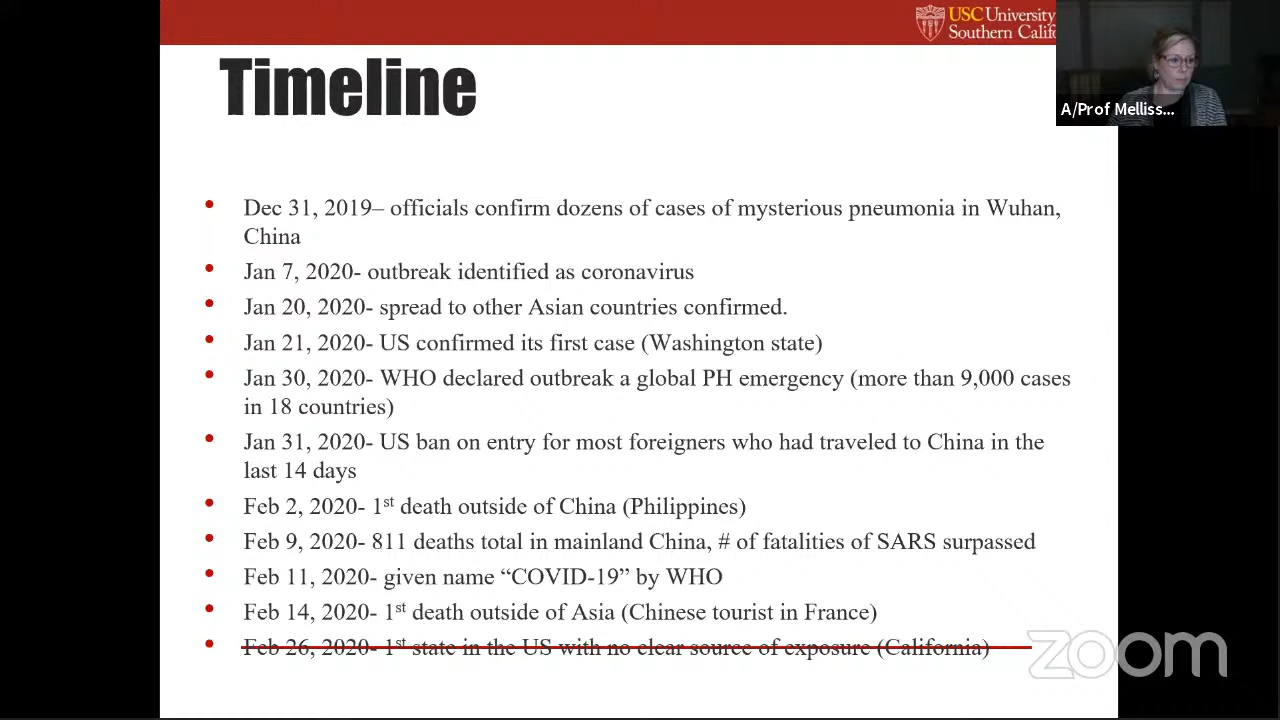 USC University
Southern Califo
Timeline
A/Prof Melliss...
Dec 31, 2019– officials confirm dozens of cases of mysterious pneumonia in Wuhan,
China
Jan 7, 2020- outbreak identified as coronavirus
Jan 20, 2020- spread to other Asian countries confirmed.
Jan 21, 2020- US confirmed its first case (Washington state)
Jan 30, 2020- WHO declared outbreak a global PH emergency (more than 9,000 cases
in 18 countries)
Jan 31, 2020- US ban on entry for most foreigners who had traveled to China in the
last 14 days
Feb 2, 2020- 1st death outside of China (Philippines)
Feb 9, 2020- 811 deaths total in mainland China, # of fatalities of SARS surpassed
Feb 11, 2020- given name “COVID-19” by WHO
Feb 14, 2020- 1st death outside of Asia (Chinese tourist in France)
Feb 26, 2020- 1st state in the US with no clear source of exposure (California)
zoom